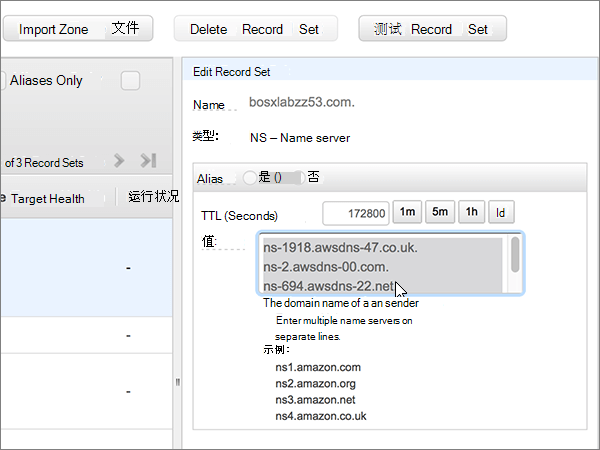 Import Zone 文件 Delete Record Set 测试 Record Set
Aliases Only
of 3 Record Sets
Target Health 运行状况
-
-
-
Edit Record Set
Name bosxlabzz53.com.
类型: NS – Name server
Alias 是 () 否
TTL (Seconds) 172800 1m 5m 1h ld
值:
ns-1918.awsdns-47.co.uk.
ns-2.awsdns-00.com.
ns-694.awsdns-22.net
The domain name of a an sender
Enter multiple name servers on
separate lines.
示例:
ns1.amazon.com
ns2.amazon.org
ns3.amazon.net
ns4.amazon.co.uk